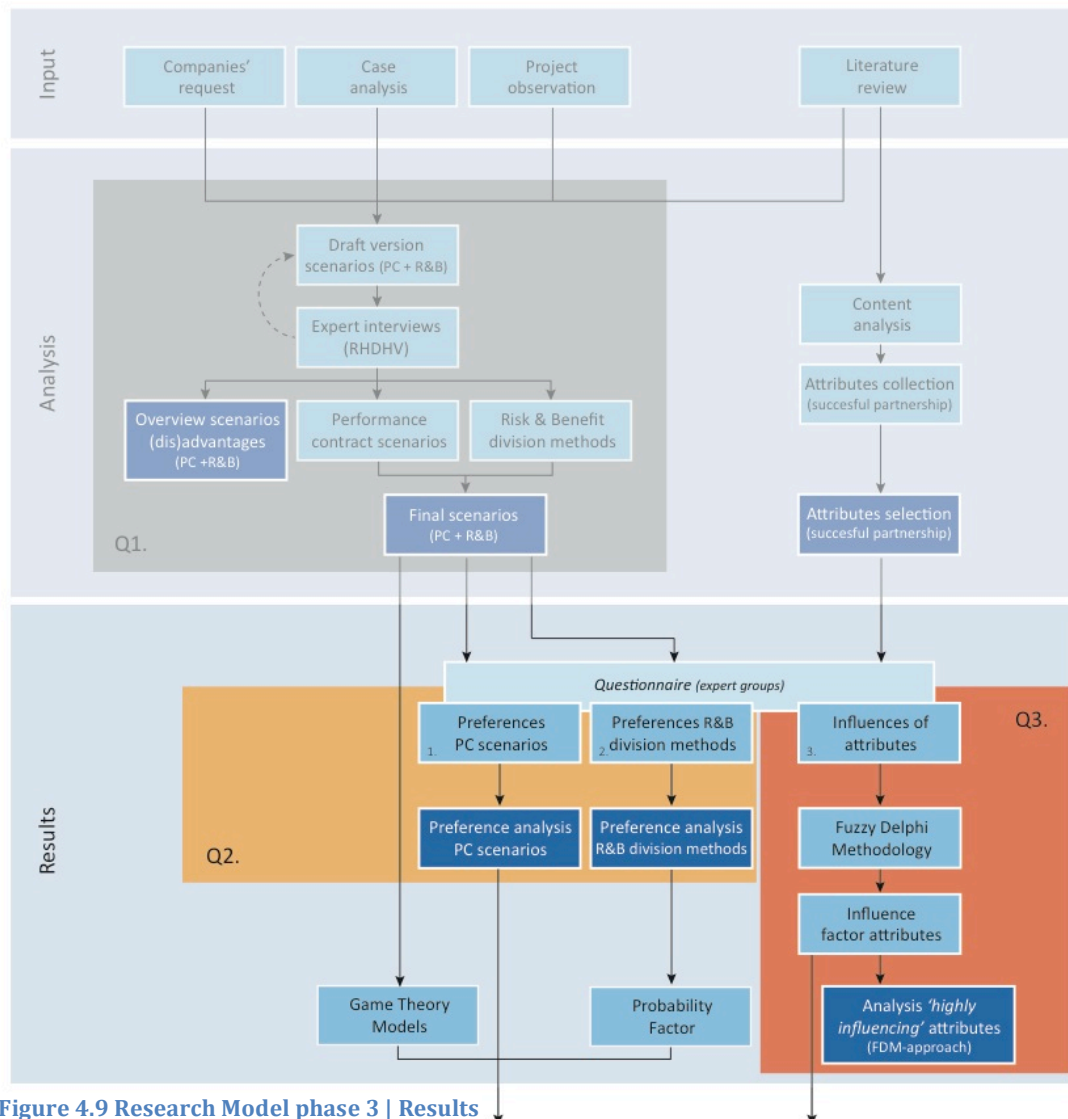 Input
Companies'
request
Case
analysis
Project
observation
Literature
review
Analysis
Draft version
scenarios (PC + R&B)
Expert interviews
(RHDHV)
Content
analysis
Attributes collection
(succesful partnership)
Overview scenarios
(dis)advantages
(PC +R&B)
Performance
contract scenarios
Risk & Benefit
division methods
Final scenarios
(PC + R&B)
Attributes selection
(succesful partnership)
Q1.
Results
Questionnaire (expert groups)
Preferences
PC scenarios
1.
Preferences R&B
division methods
2.
Influences of
attributes
3.
Q3.
Preference analysis
PC scenarios
Preference analysis
R&B division methods
Fuzzy Delphi
Methodology
Q2.
Influence
factor attributes
Game Theory
Models
Probability
Factor
Analysis 'highly
influencing' attributes
(FDM-approach)
Figure 4.9 Research Model phase 3 | Results